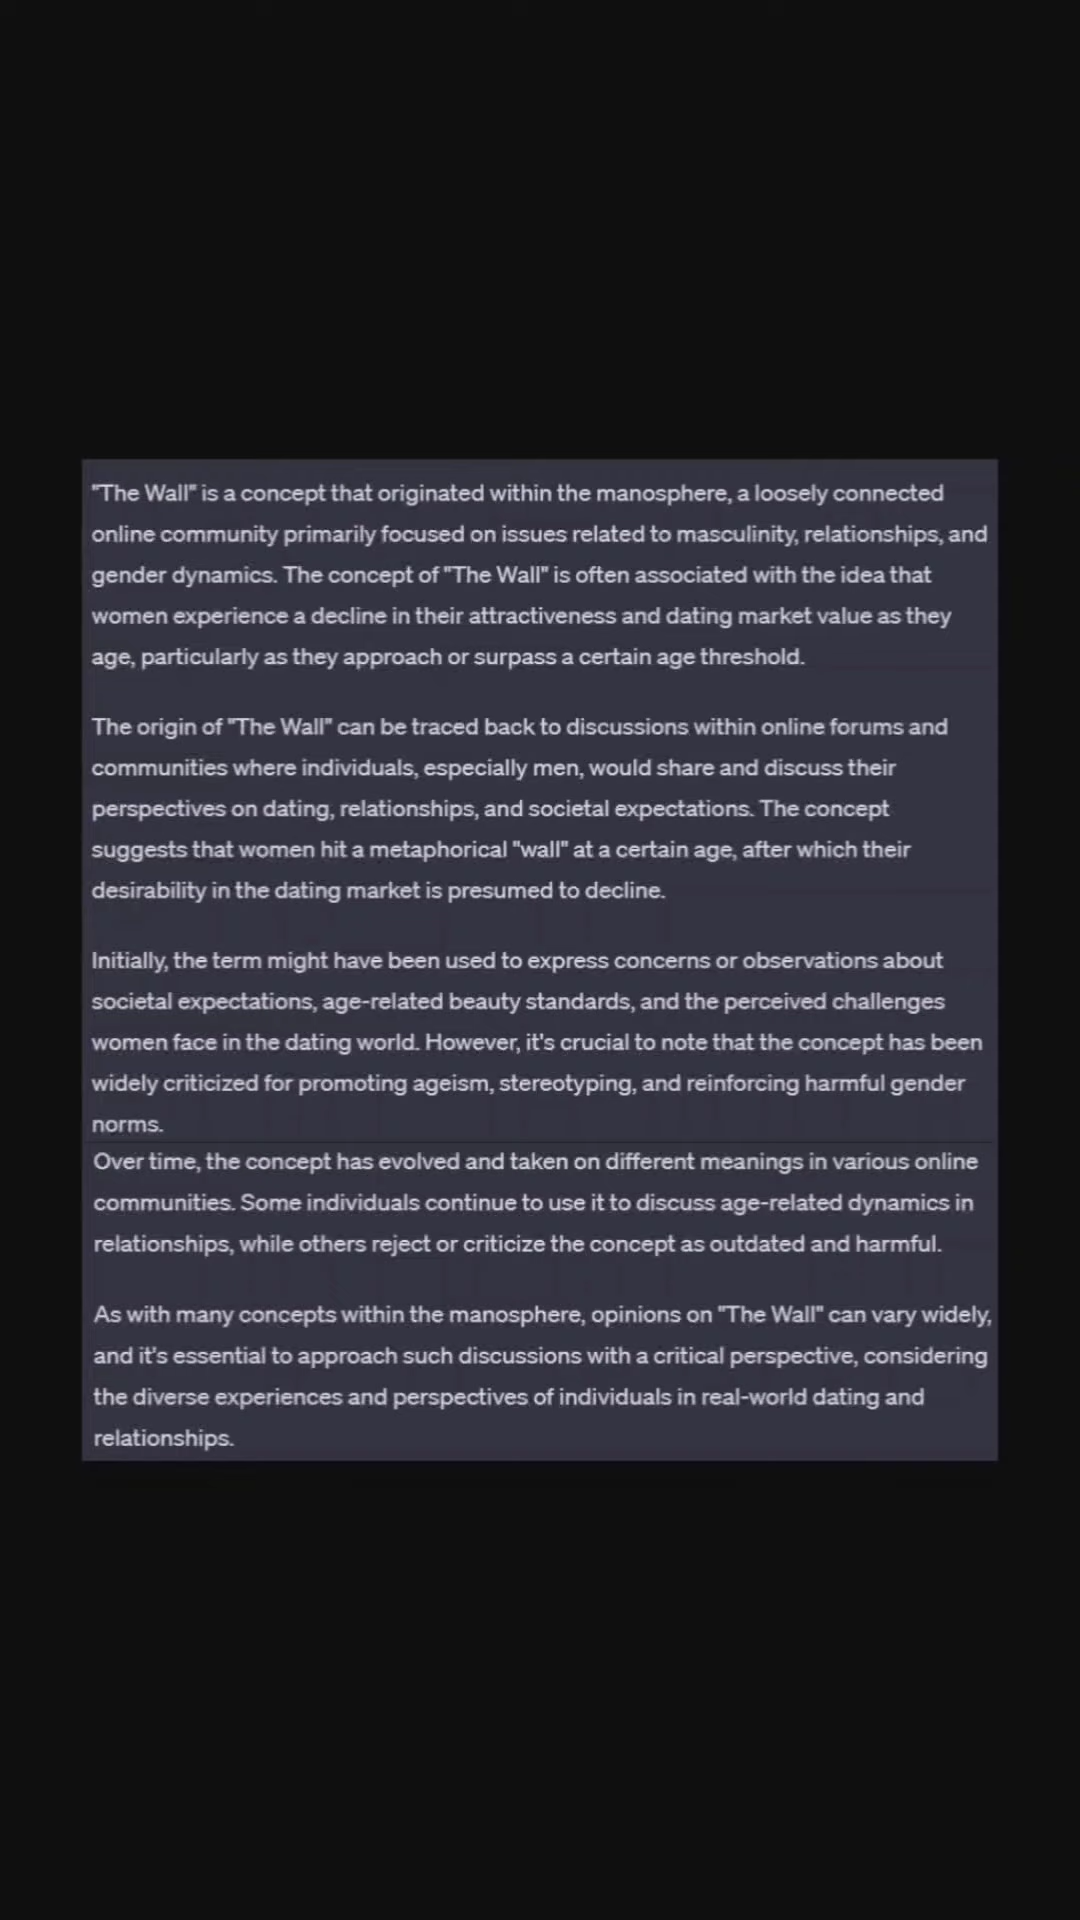 "The Wall" is a concept that originated within the manosphere, a loosely connected
online community primarily focused on issues related to masculinity, relationships, and
gender dynamics. The concept of "The Wall" is often associated with the idea that
women experience a decline in their attractiveness and dating market value as they
age, particularly as they approach or surpass a certain age threshold.
The origin of "The Wall" can be traced back to discussions within online forums and
communities where individuals, especially men, would share and discuss their
perspectives on dating, relationships, and societal expectations. The concept
suggests that women hit a metaphorical "wall" at a certain age, after which their
desirability in the dating market is presumed to decline.
Initially, the term might have been used to express concerns or observations about
societal expectations, age-related beauty standards, and the perceived challenges
women face in the dating world. However, it's crucial to note that the concept has been
widely criticized for promoting ageism, stereotyping, and reinforcing harmful gender
norms.
Over time, the concept has evolved and taken on different meanings in various online
communities. Some individuals continue to use it to discuss age-related dynamics in
relationships, while others reject or criticize the concept as outdated and harmful.
As with many concepts within the manosphere, opinions on "The Wall" can vary widely,
and it's essential to approach such discussions with a critical perspective, considering
the diverse experiences and perspectives of individuals in real-world dating and
relationships.